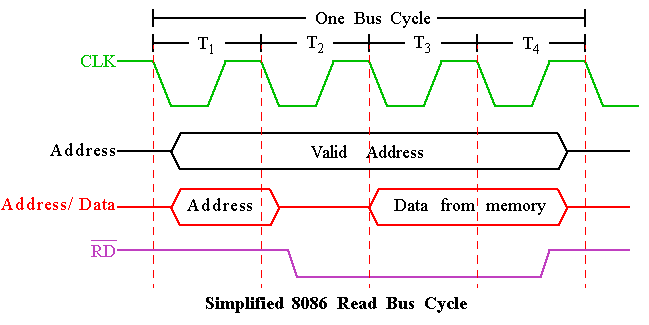 One Bus Cycle
T1 T2 T3 T4
CLK
Address Valid Address
Address/ Data Address Data from memory
RD
Simplified 8086 Read Bus Cycle